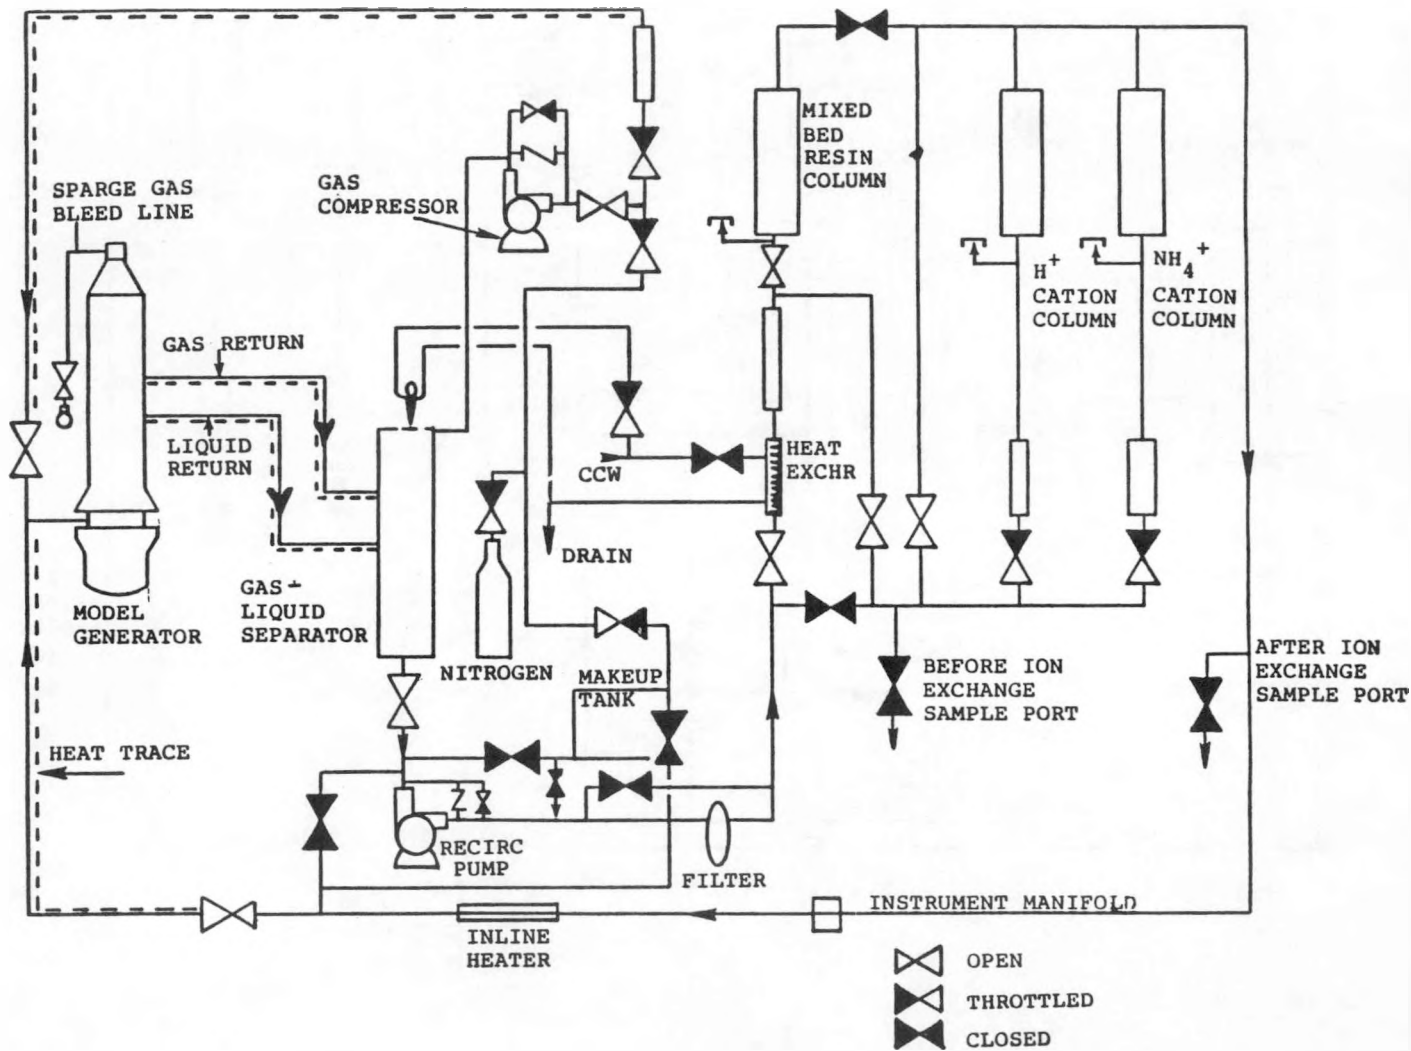 MIXED
BED
RESIN
COLUMN
SPARGE GAS
BLEED LINE
GAS
COMPRESSOR
H+
CATION
COLUMN
NH4+
CATION
COLUMN
GAS RETURN
LIQUID
RETURN
CCW
HEAT
EXCHR
DRAIN
MODEL
GENERATOR
GAS-
LIQUID
SEPARATOR
NITROGEN
MAKEUP
TANK
BEFORE ION
EXCHANGE
SAMPLE PORT
AFTER ION
EXCHANGE
SAMPLE PORT
HEAT TRACE
RECIRC
PUMP
FILTER
INSTRUMENT MANIFOLD
INLINE
HEATER
OPEN
THROTTLED
CLOSED